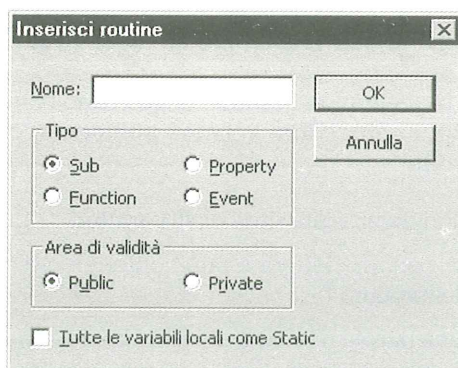 Inserisci routine
Nome:
OK
Annulla
Tipo
Sub
Property
Function
Event
Area di validità
Public
Private
Tutte le variabili locali come Static